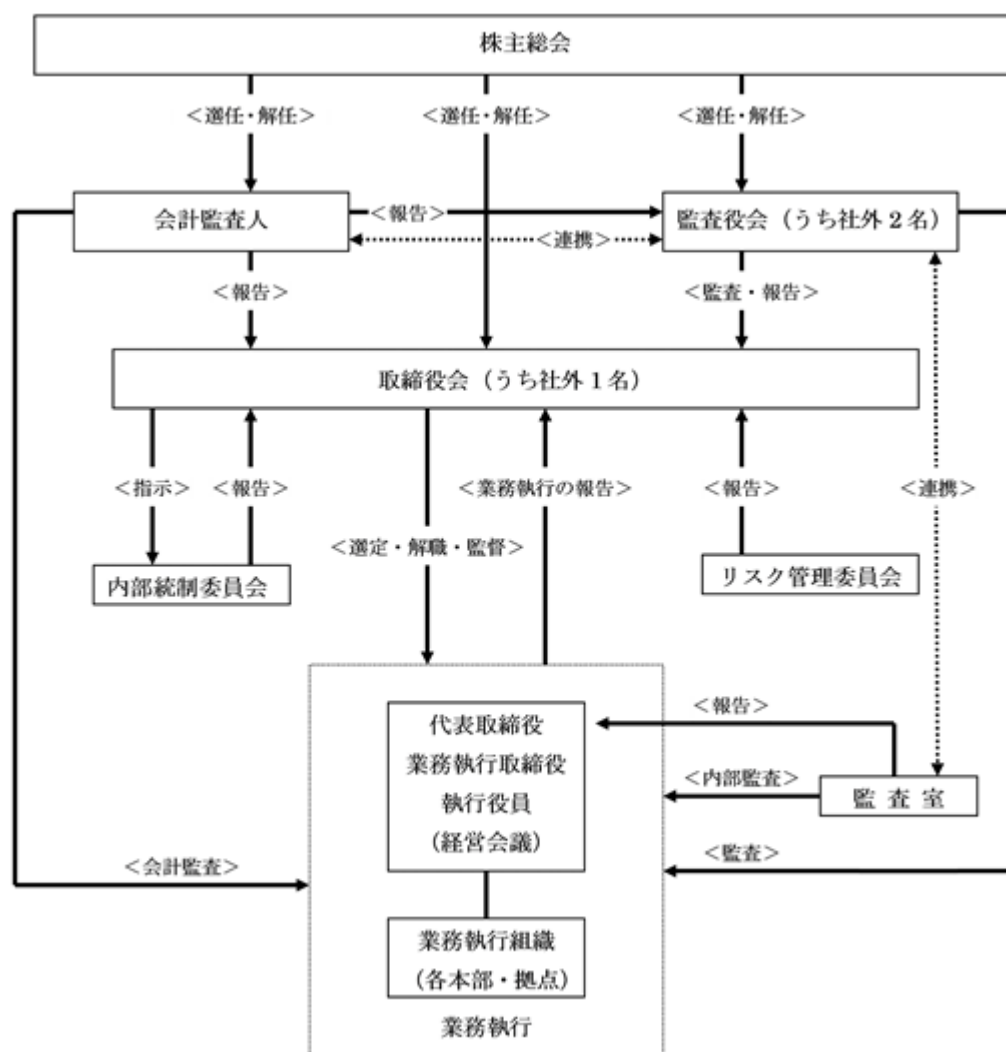 株主総会
＜選任・解任＞
＜選任・解任＞
＜選任・解任＞
会計監査人
＜報告＞
監査役会（うち社外２名）
＜連携＞
＜報告＞
＜監査・報告＞
取締役会（うち社外１名）
＜指示＞
＜報告＞
＜業務執行の報告＞
＜報告＞
＜連携＞
＜選定・解職・監督＞
内部統制委員会
リスク管理委員会
代表取締役
業務執行取締役
執行役員
（経営会議）
＜報告＞
＜内部監査＞
監 査 室
＜監査＞
＜会計監査＞
業務執行組織
（各本部・拠点）
業務執行